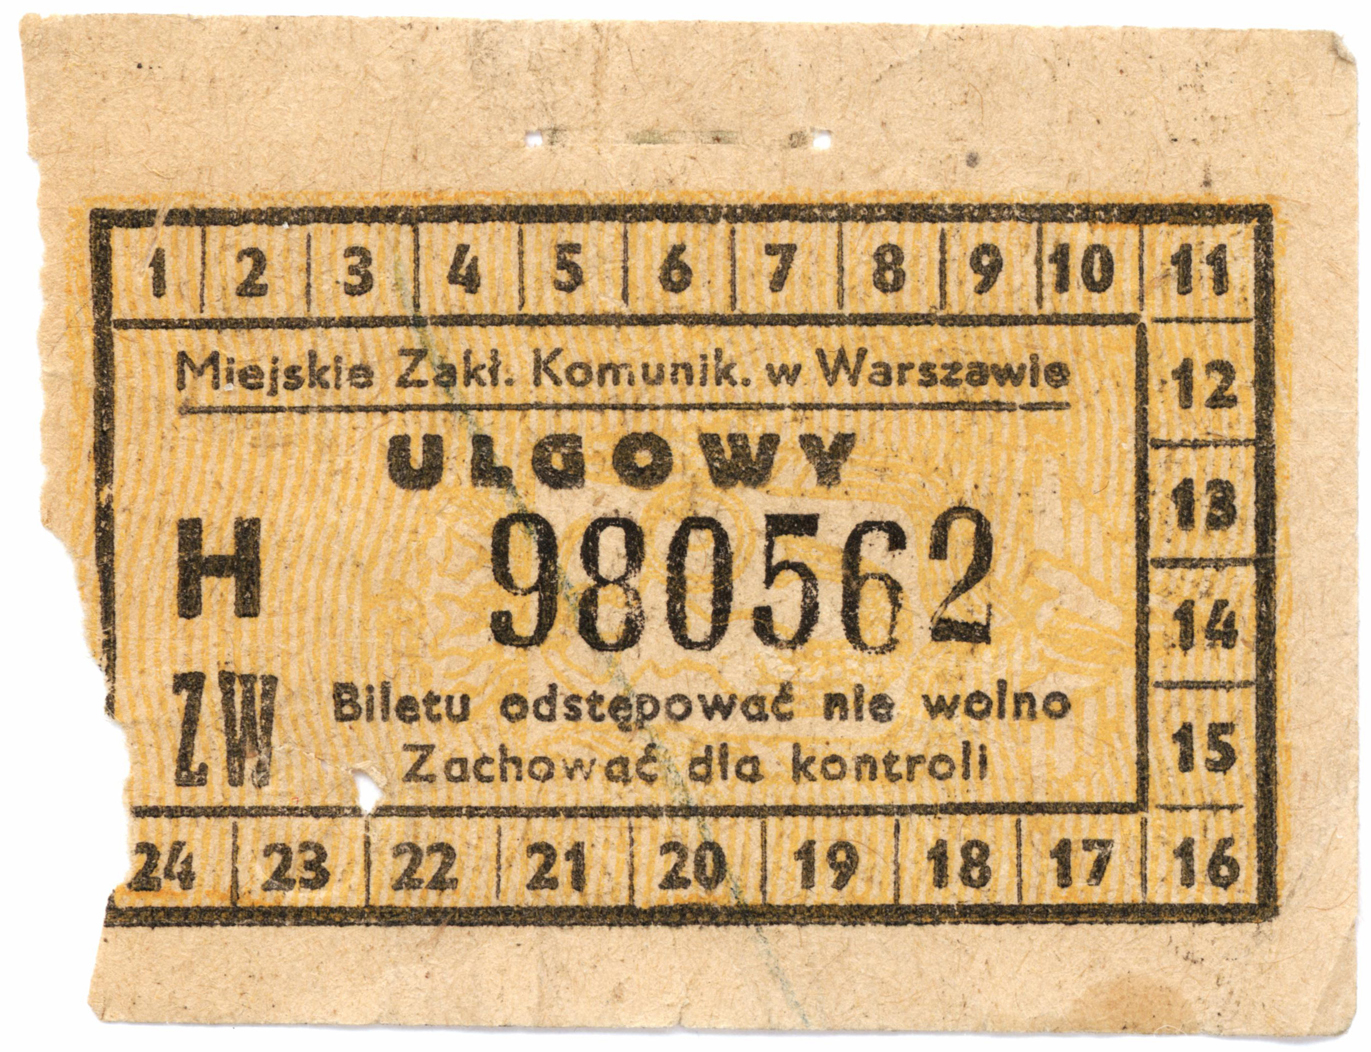 1 2 3 4 5 6 7 8 9 10 11
Miejskie Zakł. Komunik. w Warszawie
12
ULGOWY
13
H 980562
14
ZW Biletu odstępować nie wolno
Zachować dla kontroli
15
24 23 22 21 20 19 18 17 16